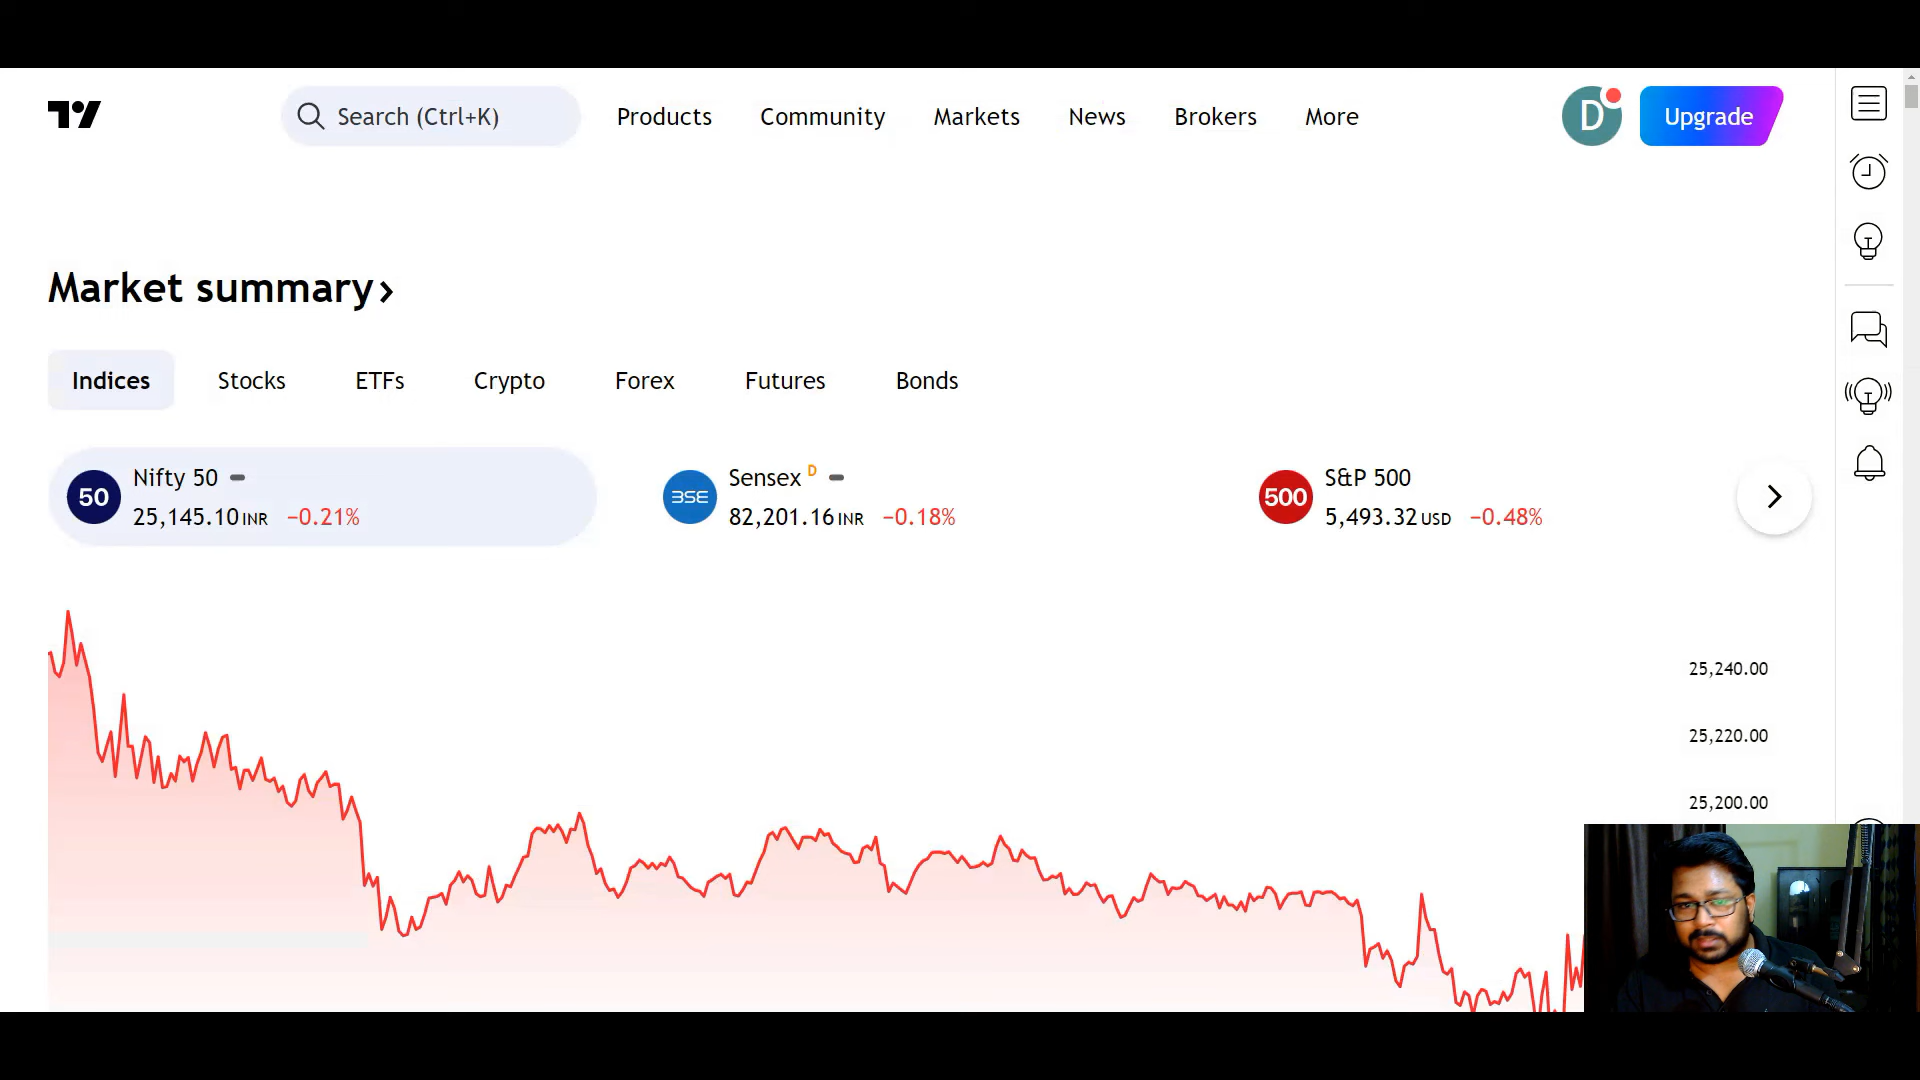 Search (Ctrl+K)
Products
Community
Markets
News
Brokers
More
D
Upgrade
Market summary
Indices
Stocks
ETFs
Crypto
Forex
Futures
Bonds
50
Nifty 50
25,145.10 INR −0.21%
BSE
Sensex D
82,201.16 INR −0.18%
500
S&P 500
5,493.32 USD −0.48%
25,240.00
25,220.00
25,200.00